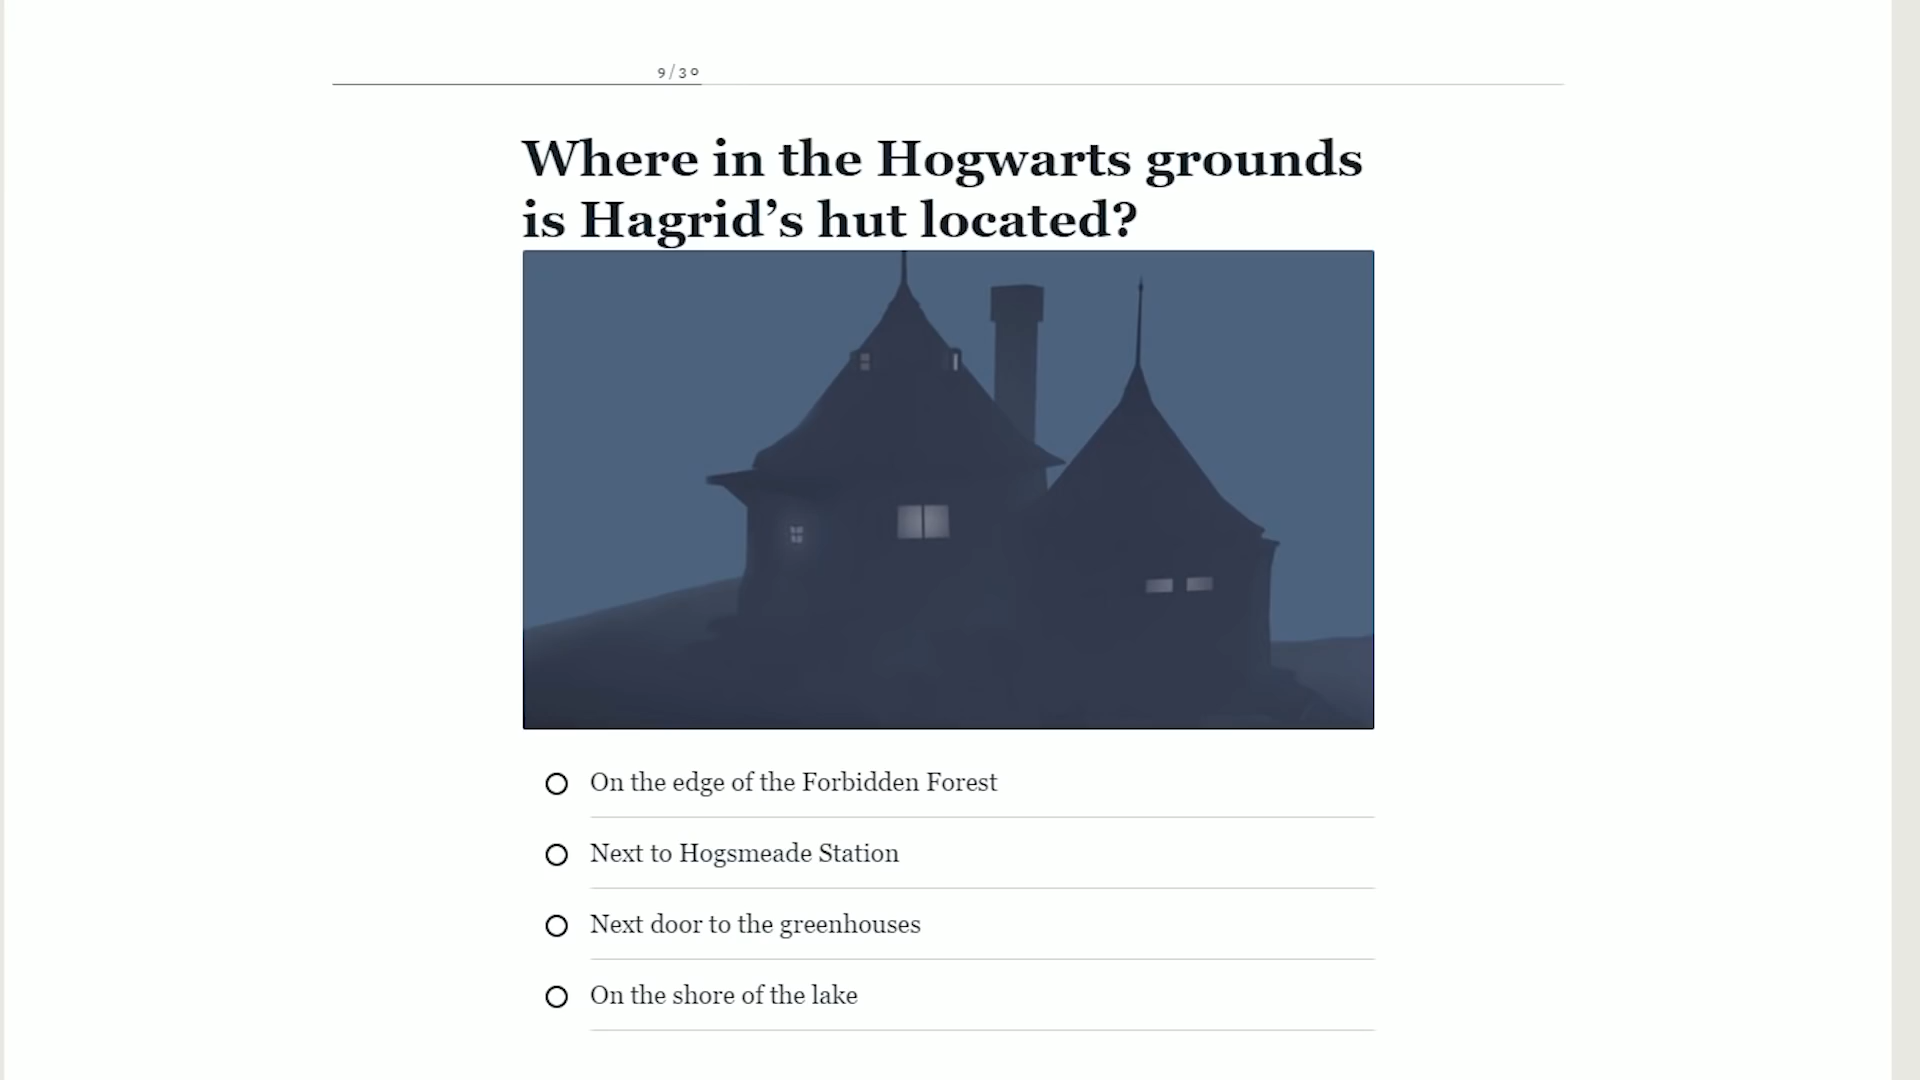 9/30
Where in the Hogwarts grounds
is Hagrid’s hut located?
On the edge of the Forbidden Forest
Next to Hogsmeade Station
Next door to the greenhouses
On the shore of the lake